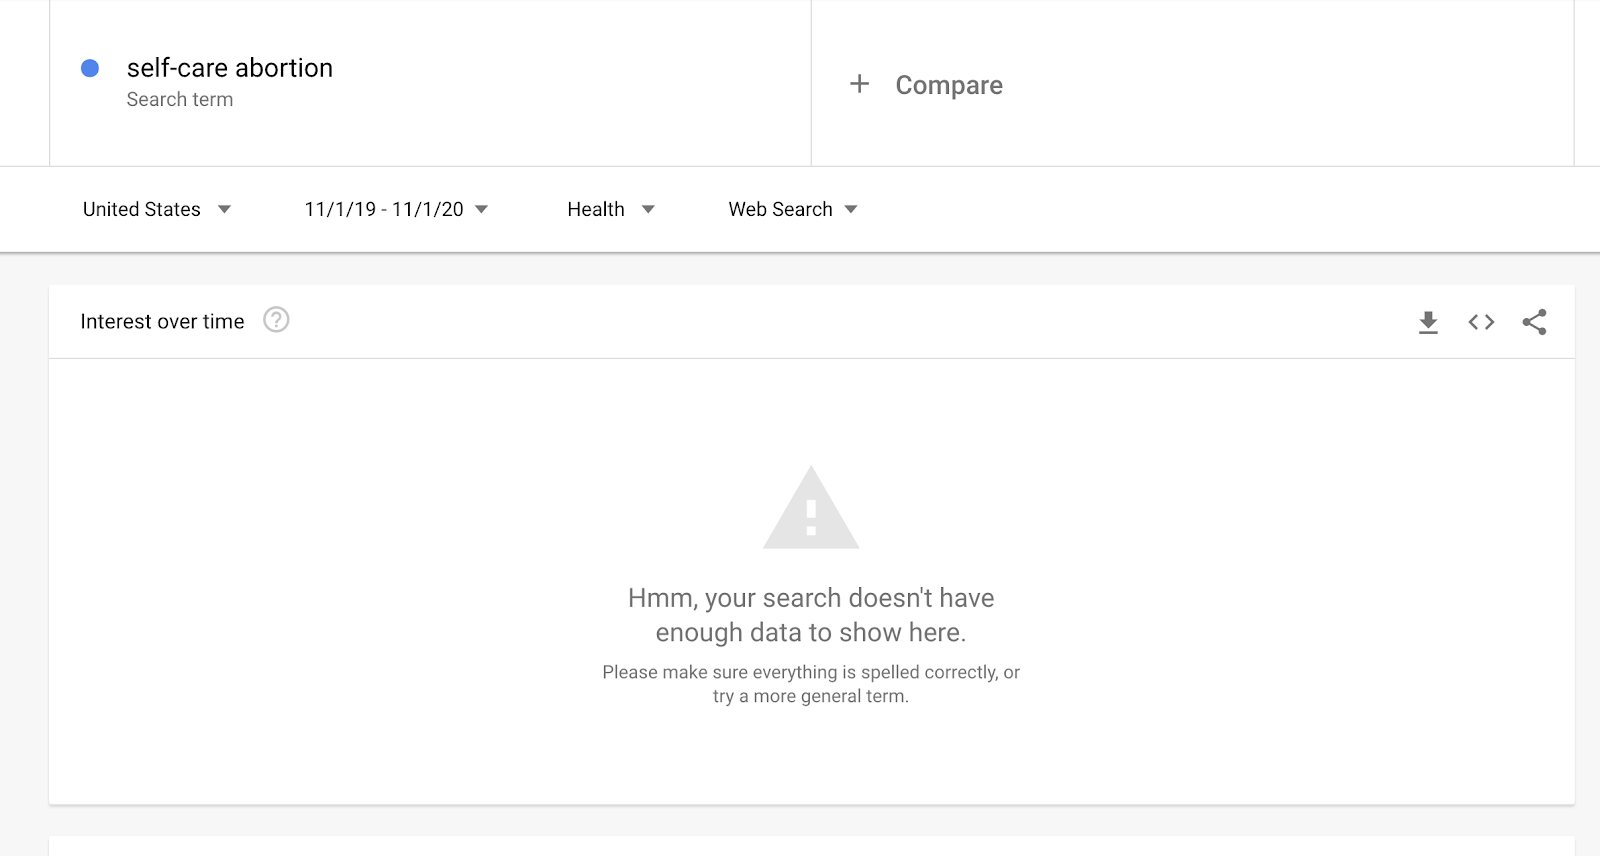 self-care abortion
Search term
+ Compare
United States
11/1/19 - 11/1/20
Health
Web Search
Interest over time ?
Hmm, your search doesn't have
enough data to show here.
Please make sure everything is spelled correctly, or
try a more general term.